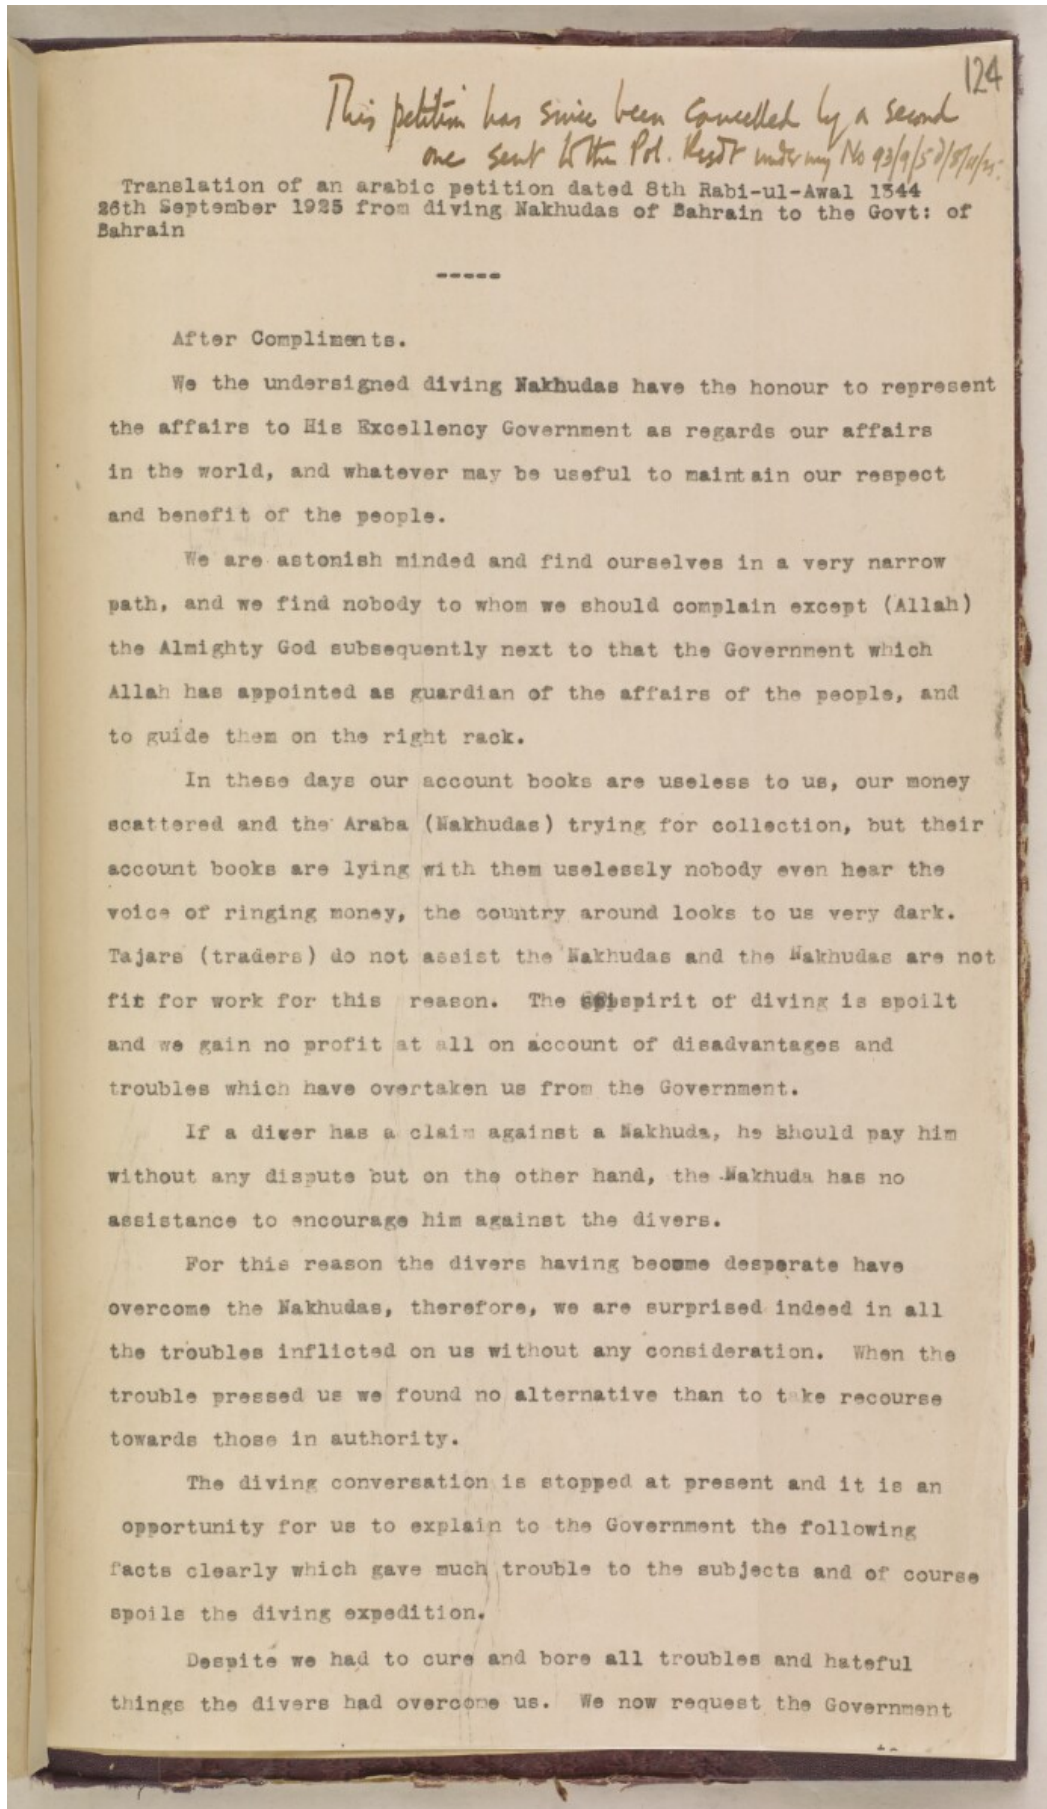 124
This petition has since been cancelled by a second
one sent to the Pol. Resdt under my No 93/9/5
Translation of an arabic petition dated 8th Rabi-ul-Awal 1344
26th September 1925 from diving Nakhudas of Bahrain to the Govt: of
Bahrain
-----
After Compliments.
We the undersigned diving Nakhudas have the honour to represent
the affairs to His Excellency Government as regards our affairs
in the world, and whatever may be useful to maintain our respect
and benefit of the people.
We are astonish minded and find ourselves in a very narrow
path, and we find nobody to whom we should complain except (Allah)
the Almighty God subsequently next to that the Government which
Allah has appointed as guardian of the affairs of the people, and
to guide them on the right rack.
In these days our account books are useless to us, our money
scattered and the Araba (Nakhudas) trying for collection, but their
account books are lying with them uselessly nobody even hear the
voice of ringing money, the country around looks to us very dark.
Tajars (traders) do not assist the Nakhudas and the Nakhudas are not
fit for work for this reason. The spirit of diving is spoilt
and we gain no profit at all on account of disadvantages and
troubles which have overtaken us from the Government.
If a diver has a claim against a Nakhuda, he should pay him
without any dispute but on the other hand, the Nakhuda has no
assistance to encourage him against the divers.
For this reason the divers having become desperate have
overcome the Nakhudas, therefore, we are surprised indeed in all
the troubles inflicted on us without any consideration. When the
trouble pressed us we found no alternative than to take recourse
towards those in authority.
The diving conversation is stopped at present and it is an
opportunity for us to explain to the Government the following
facts clearly which gave much trouble to the subjects and of course
spoils the diving expedition.
Despite we had to cure and bore all troubles and hateful
things the divers had overcome us. We now request the Government